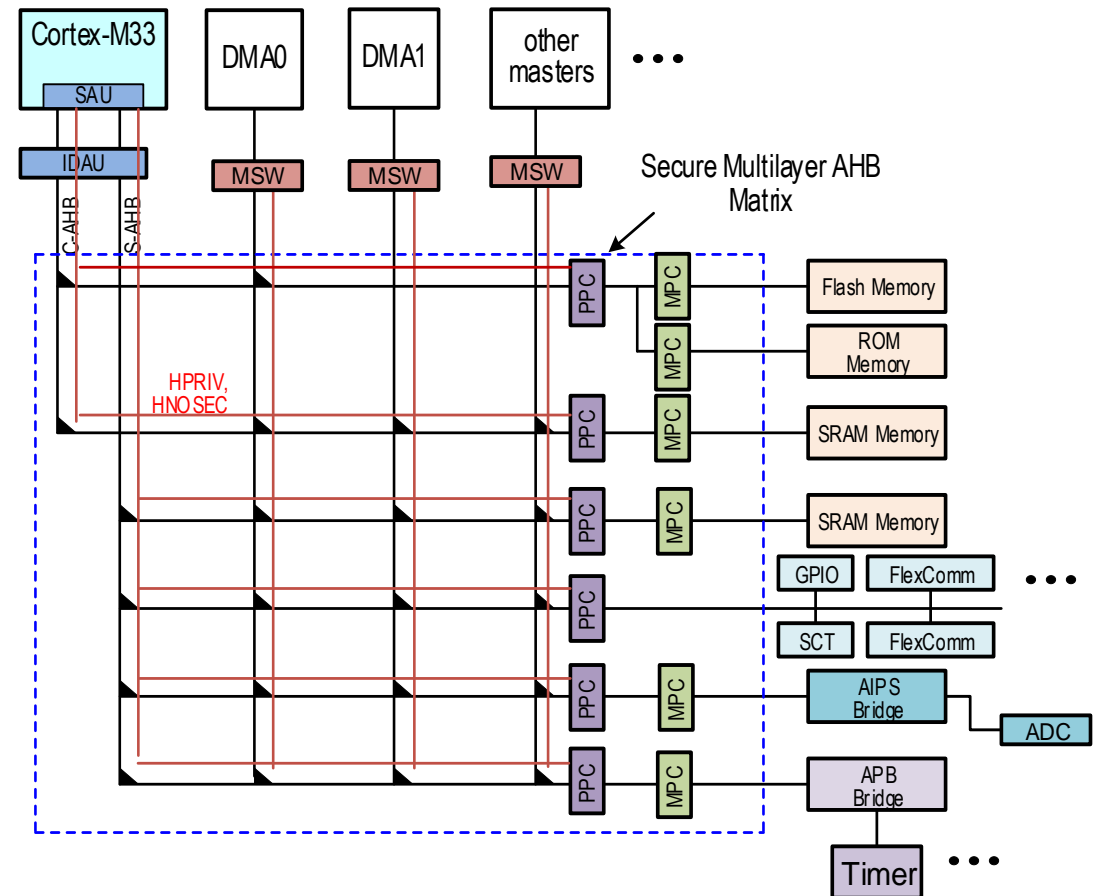 Cortex-M33
SAU
DMA0
DMA1
other
masters
IDAU
MSW
MSW
MSW
Secure Multilayer AHB
Matrix
C-AHB
S-AHB
PPC
MPC
Flash Memory
MPC
ROM
Memory
HPRIV,
HNOSEC
PPC
MPC
SRAM Memory
PPC
MPC
SRAM Memory
GPIO
FlexComm
PPC
SCT
FlexComm
PPC
MPC
AIPS
Bridge
ADC
PPC
MPC
APB
Bridge
Timer